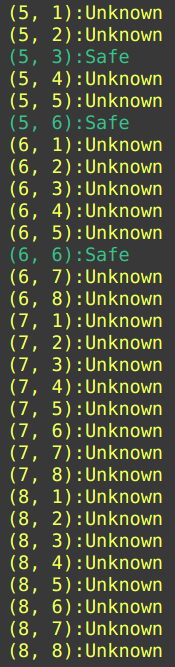 (5, 1):Unknown
(5, 2):Unknown
(5, 3):Safe
(5, 4):Unknown
(5, 5):Unknown
(5, 6):Safe
(6, 1):Unknown
(6, 2):Unknown
(6, 3):Unknown
(6, 4):Unknown
(6, 5):Unknown
(6, 6):Safe
(6, 7):Unknown
(6, 8):Unknown
(7, 1):Unknown
(7, 2):Unknown
(7, 3):Unknown
(7, 4):Unknown
(7, 5):Unknown
(7, 6):Unknown
(7, 7):Unknown
(7, 8):Unknown
(8, 1):Unknown
(8, 2):Unknown
(8, 3):Unknown
(8, 4):Unknown
(8, 5):Unknown
(8, 6):Unknown
(8, 7):Unknown
(8, 8):Unknown